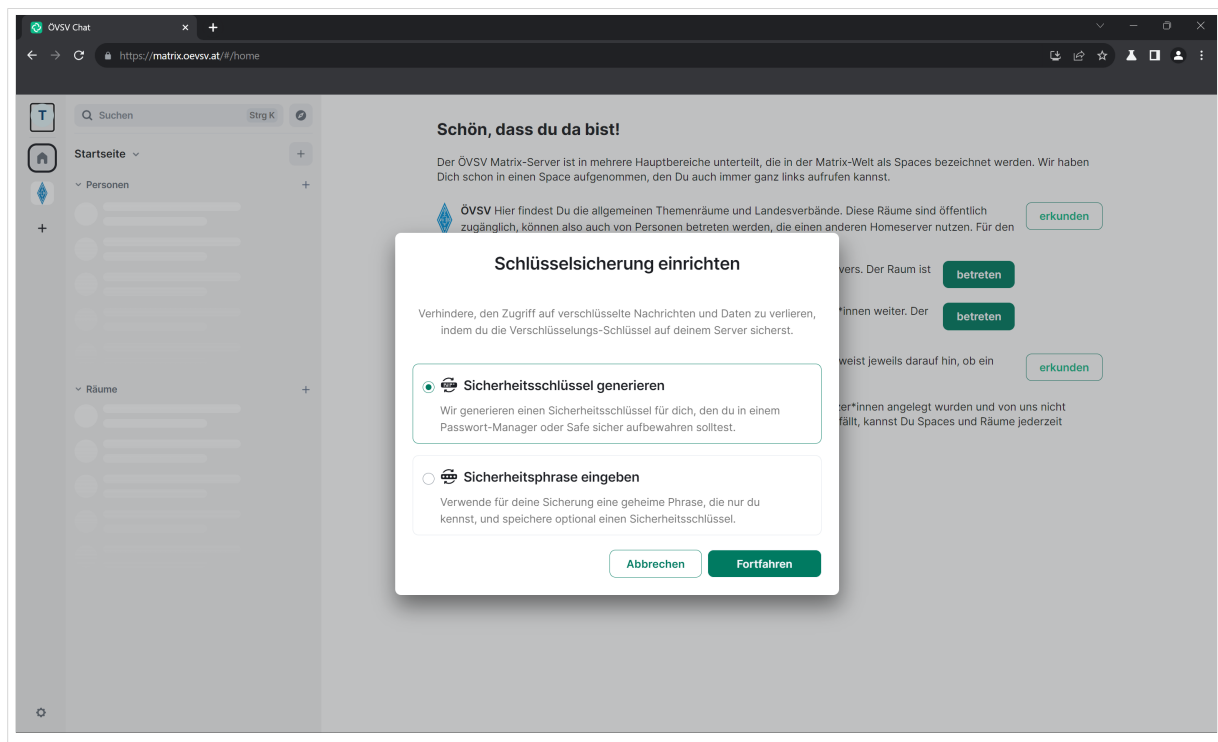 ÖVSV Chat
https://matrix.oevsv.at/#/home
T
Suchen
Strg K
Startseite
Personen
Räume
Schön, dass du da bist!
Der ÖVSV Matrix-Server ist in mehrere Hauptbereiche unterteilt, die in der Matrix-Welt als Spaces bezeichnet werden. Wir haben
Dich schon in einen Space aufgenommen, den Du auch immer ganz links aufrufen kannst.
ÖVSV Hier findest Du die allgemeinen Themenräume und Landesverbände. Diese Räume sind öffentlich
zugänglich, können also auch von Personen betreten werden, die einen anderen Homeserver nutzen. Für den
erkunden
vers. Der Raum ist
betreten
*innen weiter. Der
betreten
weist jeweils darauf hin, ob ein
erkunden
er*innen angelegt wurden und von uns nicht
fällt, kannst Du Spaces und Räume jederzeit
Schlüsselsicherung einrichten
Verhindere, den Zugriff auf verschlüsselte Nachrichten und Daten zu verlieren,
indem du die Verschlüsselungs-Schlüssel auf deinem Server sicherst.
Sicherheitsschlüssel generieren
Wir generieren einen Sicherheitsschlüssel für dich, den du in einem
Passwort-Manager oder Safe sicher aufbewahren solltest.
Sicherheitsphrase eingeben
Verwende für deine Sicherung eine geheime Phrase, die nur du
kennst, und speichere optional einen Sicherheitsschlüssel.
Abbrechen
Fortfahren